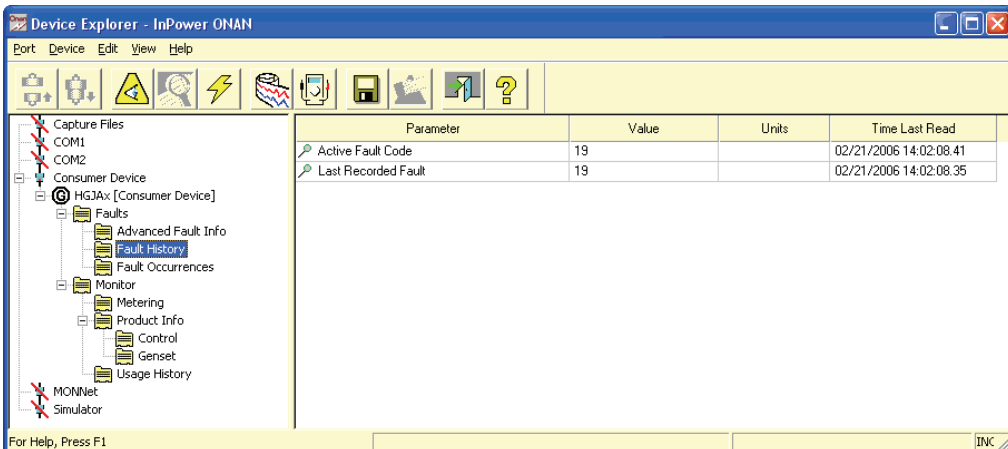 Onan
Device Explorer - InPower ONAN
Port Device Edit View Help
Capture Files
COM1
COM2
Consumer Device
G HGJAx [Consumer Device]
Faults
Advanced Fault Info
Fault History
Fault Occurrences
Monitor
Metering
Product Info
Control
Genset
Usage History
MONNet
Simulator
Parameter Value Units Time Last Read
Active Fault Code 19 02/21/2006 14:02:08.41
Last Recorded Fault 19 02/21/2006 14:02:08.35
For Help, Press F1
INC